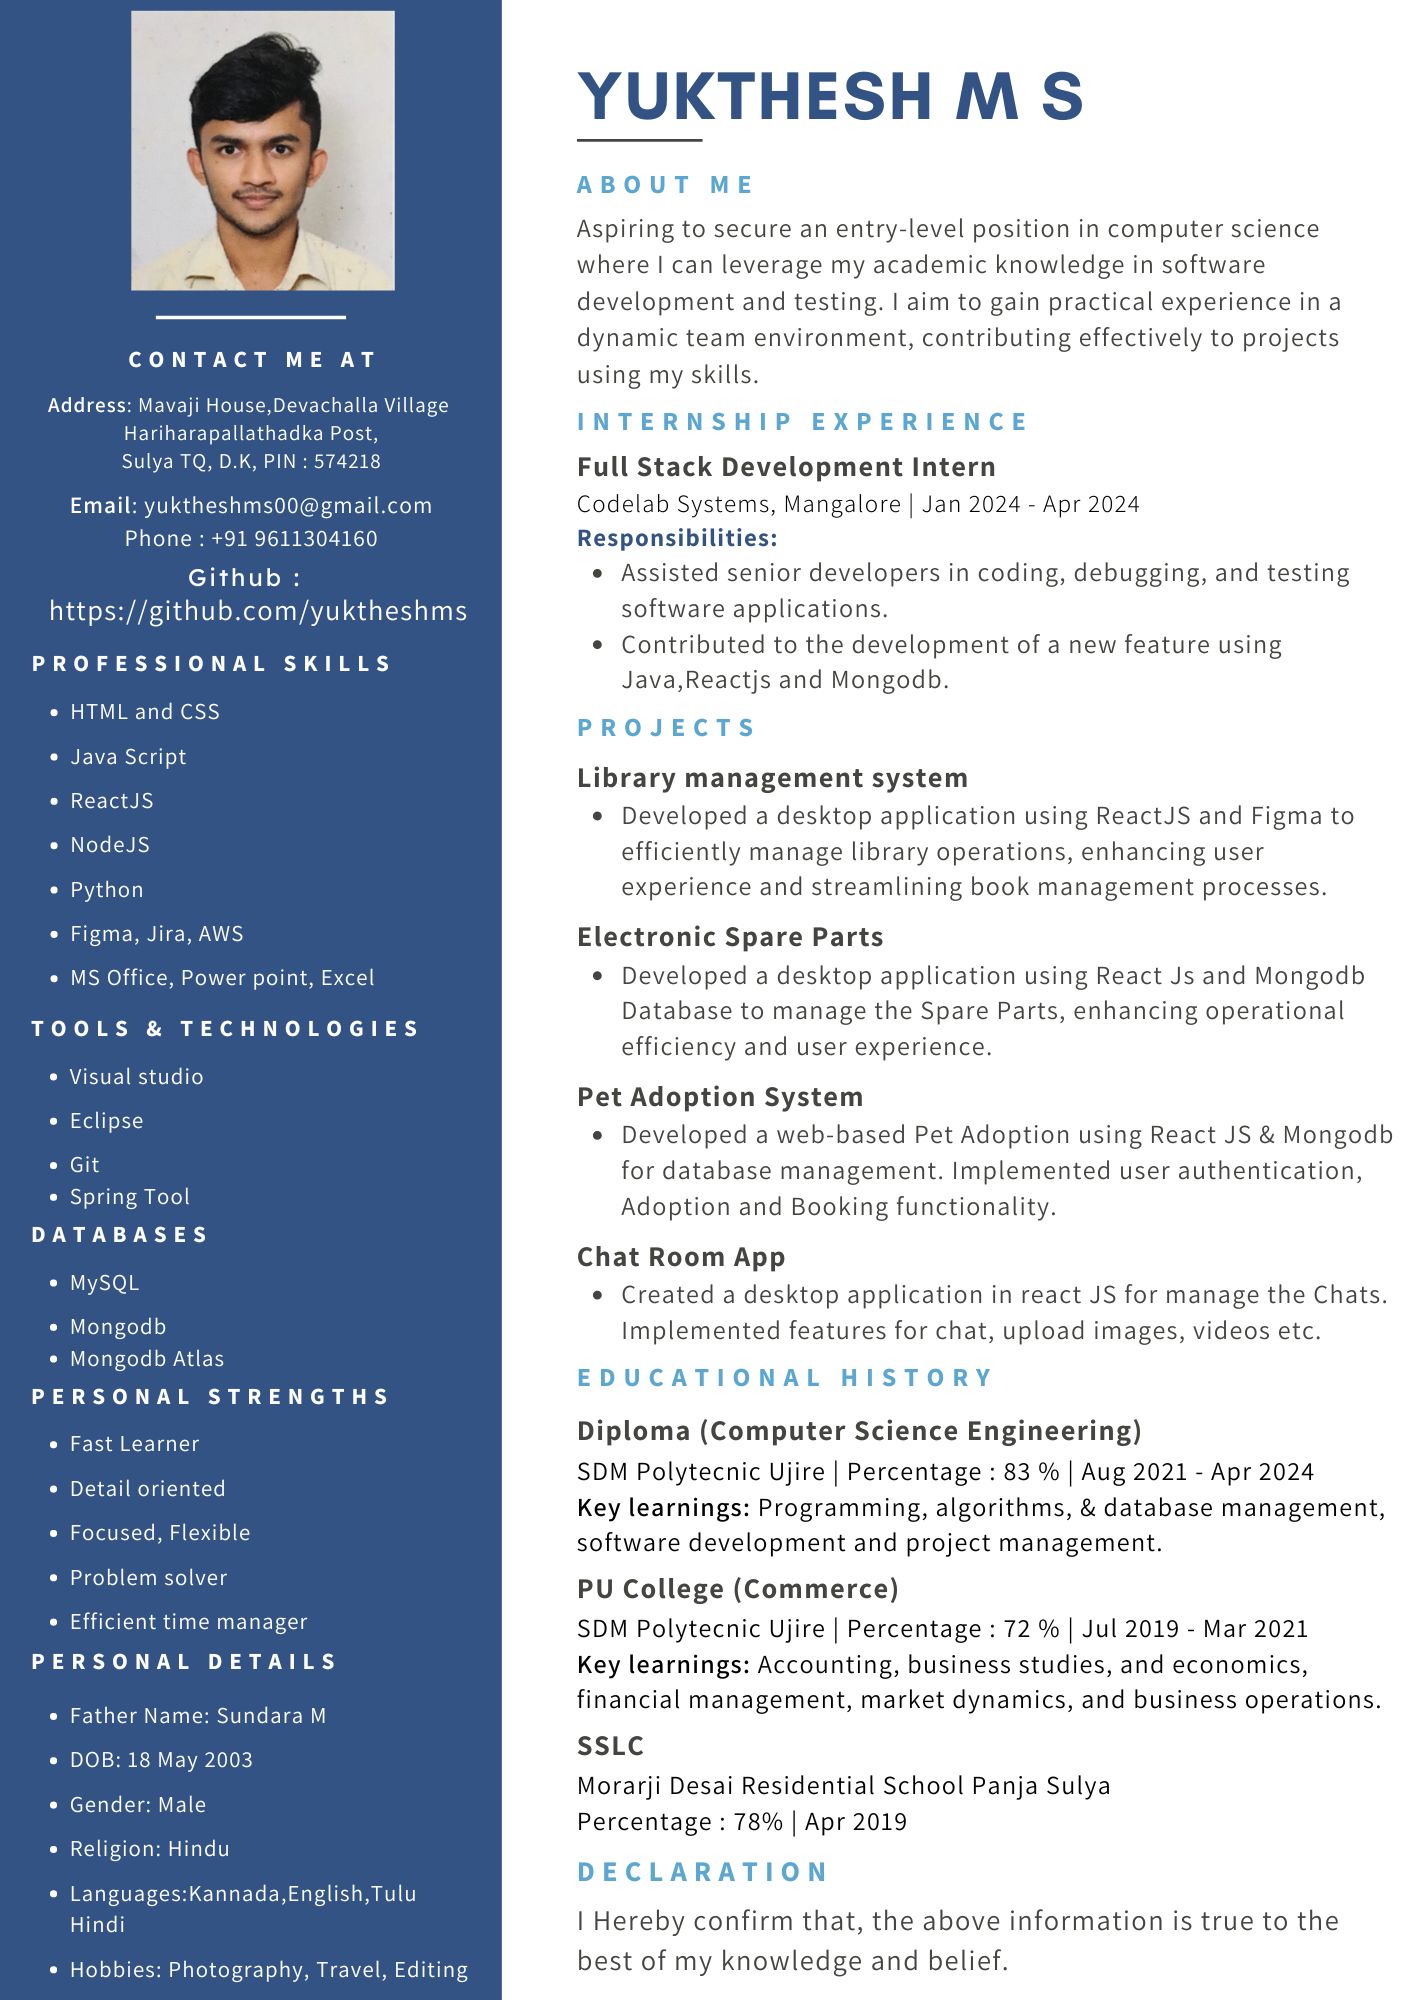 CONTACT ME AT
Address: Mavaji House,Devachalla Village
Hariharapallathadka Post,
Sulya TQ, D.K, PIN : 574218
Email: yuktheshms00@gmail.com
Phone : +91 9611304160
Github :
https://github.com/yuktheshms
PROFESSIONAL SKILLS
• HTML and CSS
• Java Script
• ReactJS
• NodeJS
• Python
• Figma, Jira, AWS
• MS Office, Power point, Excel
TOOLS & TECHNOLOGIES
• Visual studio
• Eclipse
• Git
• Spring Tool
DATABASES
• MySQL
• Mongodb
• Mongodb Atlas
PERSONAL STRENGTHS
• Fast Learner
• Detail oriented
• Focused, Flexible
• Problem solver
• Efficient time manager
PERSONAL DETAILS
• Father Name: Sundara M
• DOB: 18 May 2003
• Gender: Male
• Religion: Hindu
• Languages:Kannada,English,Tulu
Hindi
• Hobbies: Photography, Travel, Editing
YUKTHESH M S
ABOUT ME
Aspiring to secure an entry-level position in computer science
where I can leverage my academic knowledge in software
development and testing. I aim to gain practical experience in a
dynamic team environment, contributing effectively to projects
using my skills.
INTERNSHIP EXPERIENCE
Full Stack Development Intern
Codelab Systems, Mangalore | Jan 2024 - Apr 2024
Responsibilities:
• Assisted senior developers in coding, debugging, and testing
software applications.
• Contributed to the development of a new feature using
Java,Reactjs and Mongodb.
PROJECTS
Library management system
• Developed a desktop application using ReactJS and Figma to
efficiently manage library operations, enhancing user
experience and streamlining book management processes.
Electronic Spare Parts
• Developed a desktop application using React Js and Mongodb
Database to manage the Spare Parts, enhancing operational
efficiency and user experience.
Pet Adoption System
• Developed a web-based Pet Adoption using React JS & Mongodb
for database management. Implemented user authentication,
Adoption and Booking functionality.
Chat Room App
• Created a desktop application in react JS for manage the Chats.
Implemented features for chat, upload images, videos etc.
EDUCATIONAL HISTORY
Diploma (Computer Science Engineering)
SDM Polytecnic Ujire | Percentage : 83 % | Aug 2021 - Apr 2024
Key learnings: Programming, algorithms, & database management,
software development and project management.
PU College (Commerce)
SDM Polytecnic Ujire | Percentage : 72 % | Jul 2019 - Mar 2021
Key learnings: Accounting, business studies, and economics,
financial management, market dynamics, and business operations.
SSLC
Morarji Desai Residential School Panja Sulya
Percentage : 78% | Apr 2019
DECLARATION
I Hereby confirm that, the above information is true to the
best of my knowledge and belief.